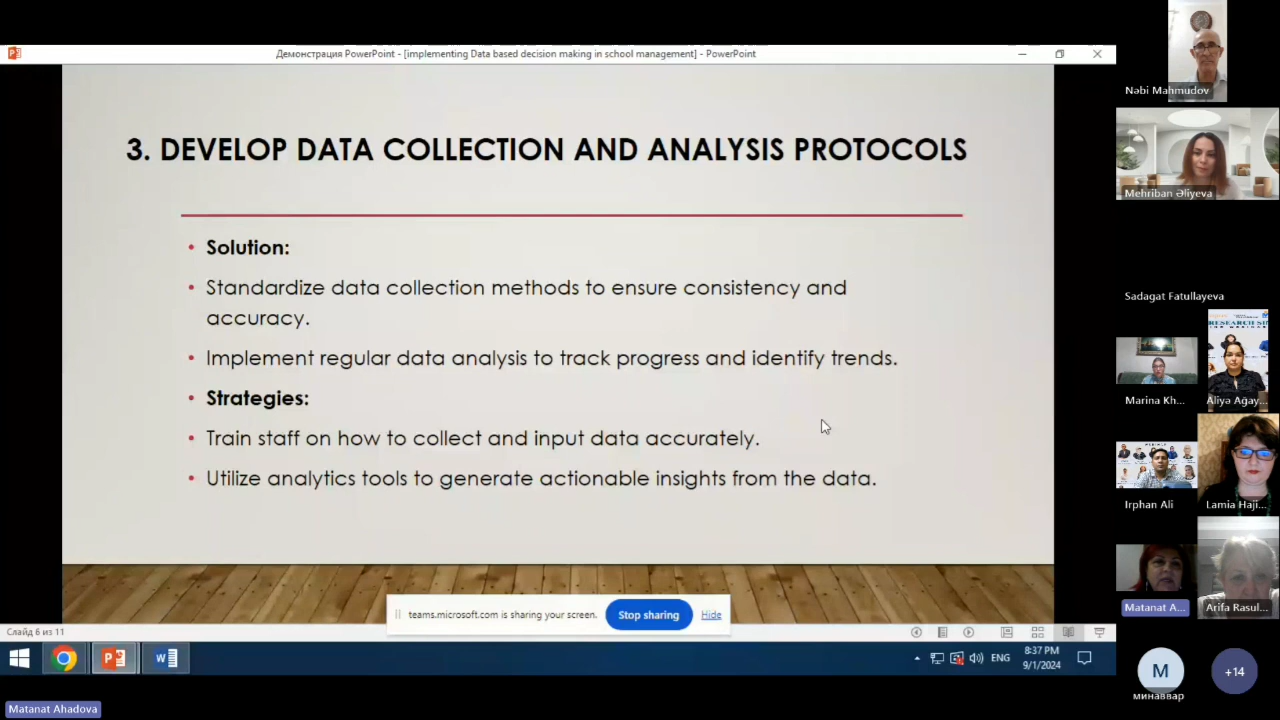 Демонстрация PowerPoint - [implementing Data based decision making in school management] - PowerPoint
3. DEVELOP DATA COLLECTION AND ANALYSIS PROTOCOLS
• Solution:
• Standardize data collection methods to ensure consistency and
accuracy.
• Implement regular data analysis to track progress and identify trends.
• Strategies:
• Train staff on how to collect and input data accurately.
• Utilize analytics tools to generate actionable insights from the data.
teams.microsoft.com is sharing your screen.
Stop sharing
Hide
Слайд 6 из 11
ENG
8:37 PM
9/1/2024
Matanat Ahadova
Nəbi Mahmudov
Mehriban Əliyeva
Sadagat Fatullayeva
RESEARCH
Marina Kh...
Aliyə Ağay...
Irphan Ali
Lamia Haji...
Matanat A...
Arifa Rasul...
М
минаввар
+14